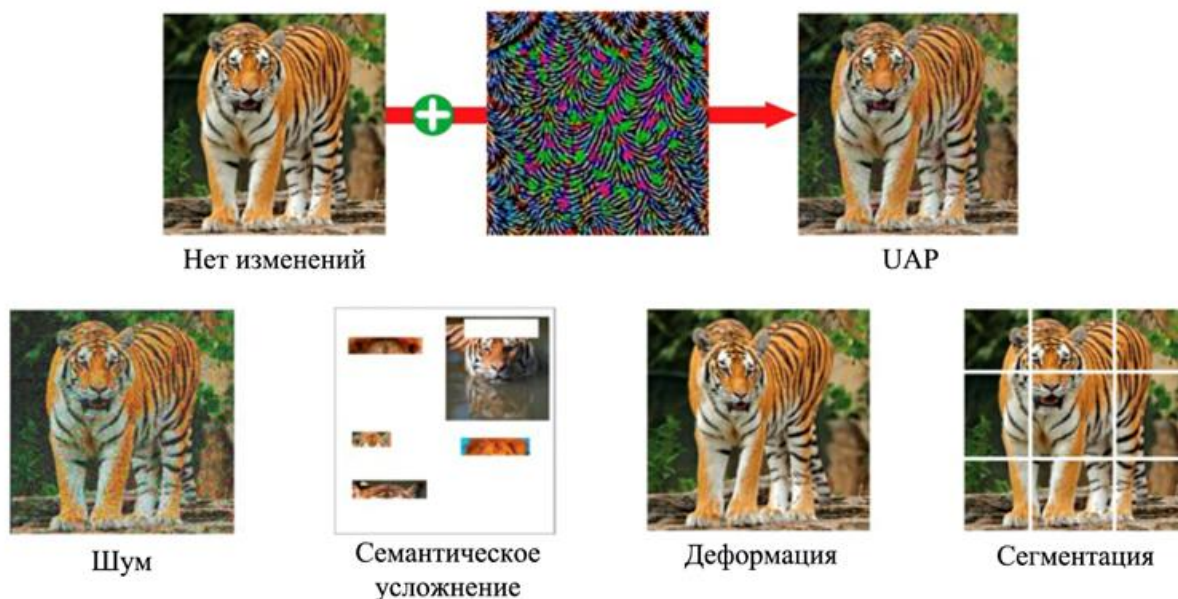 Нет изменений
UAP
Шум
Семантическое
усложнение
Деформация
Сегментация